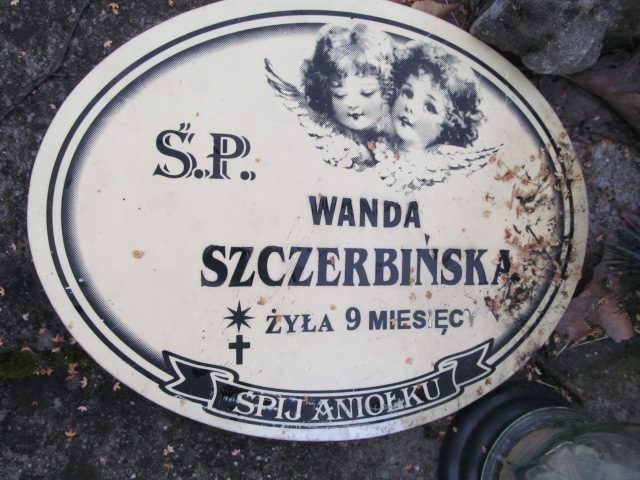 Ś.P.
WANDA
SZCZERBIŃSKA
ŻYŁA 9 MIESIĘCY
ŚPIJ ANIOŁKU